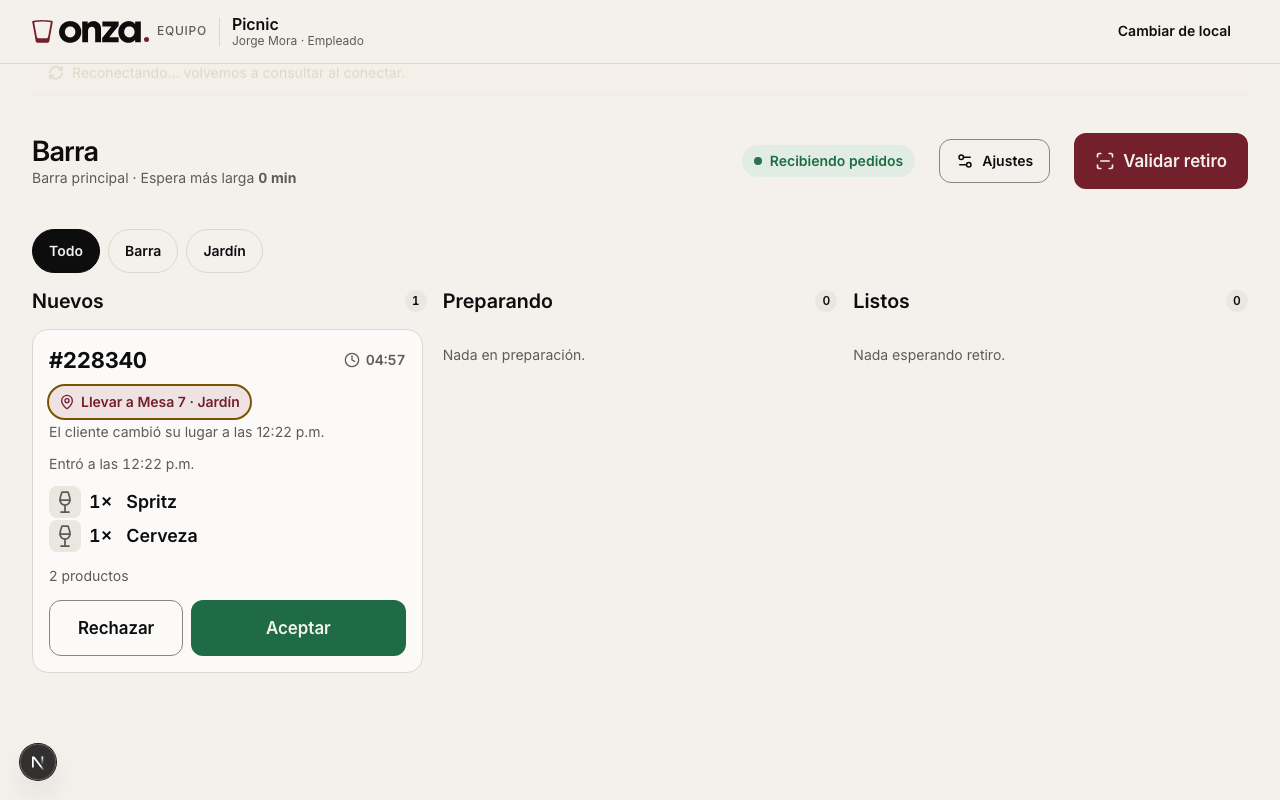 onza. EQUIPO
Picnic
Jorge Mora · Empleado
Cambiar de local
Reconectando... volvemos a consultar al conectar.
Barra
Barra principal · Espera más larga 0 min
Recibiendo pedidos
Ajustes
Validar retiro
Todo
Barra
Jardín
Nuevos 1
Preparando 0
Listos 0
#228340
04:57
Llevar a Mesa 7 · Jardín
El cliente cambió su lugar a las 12:22 p.m.
Entró a las 12:22 p.m.
1× Spritz
1× Cerveza
2 productos
Rechazar
Aceptar
Nada en preparación.
Nada esperando retiro.
N